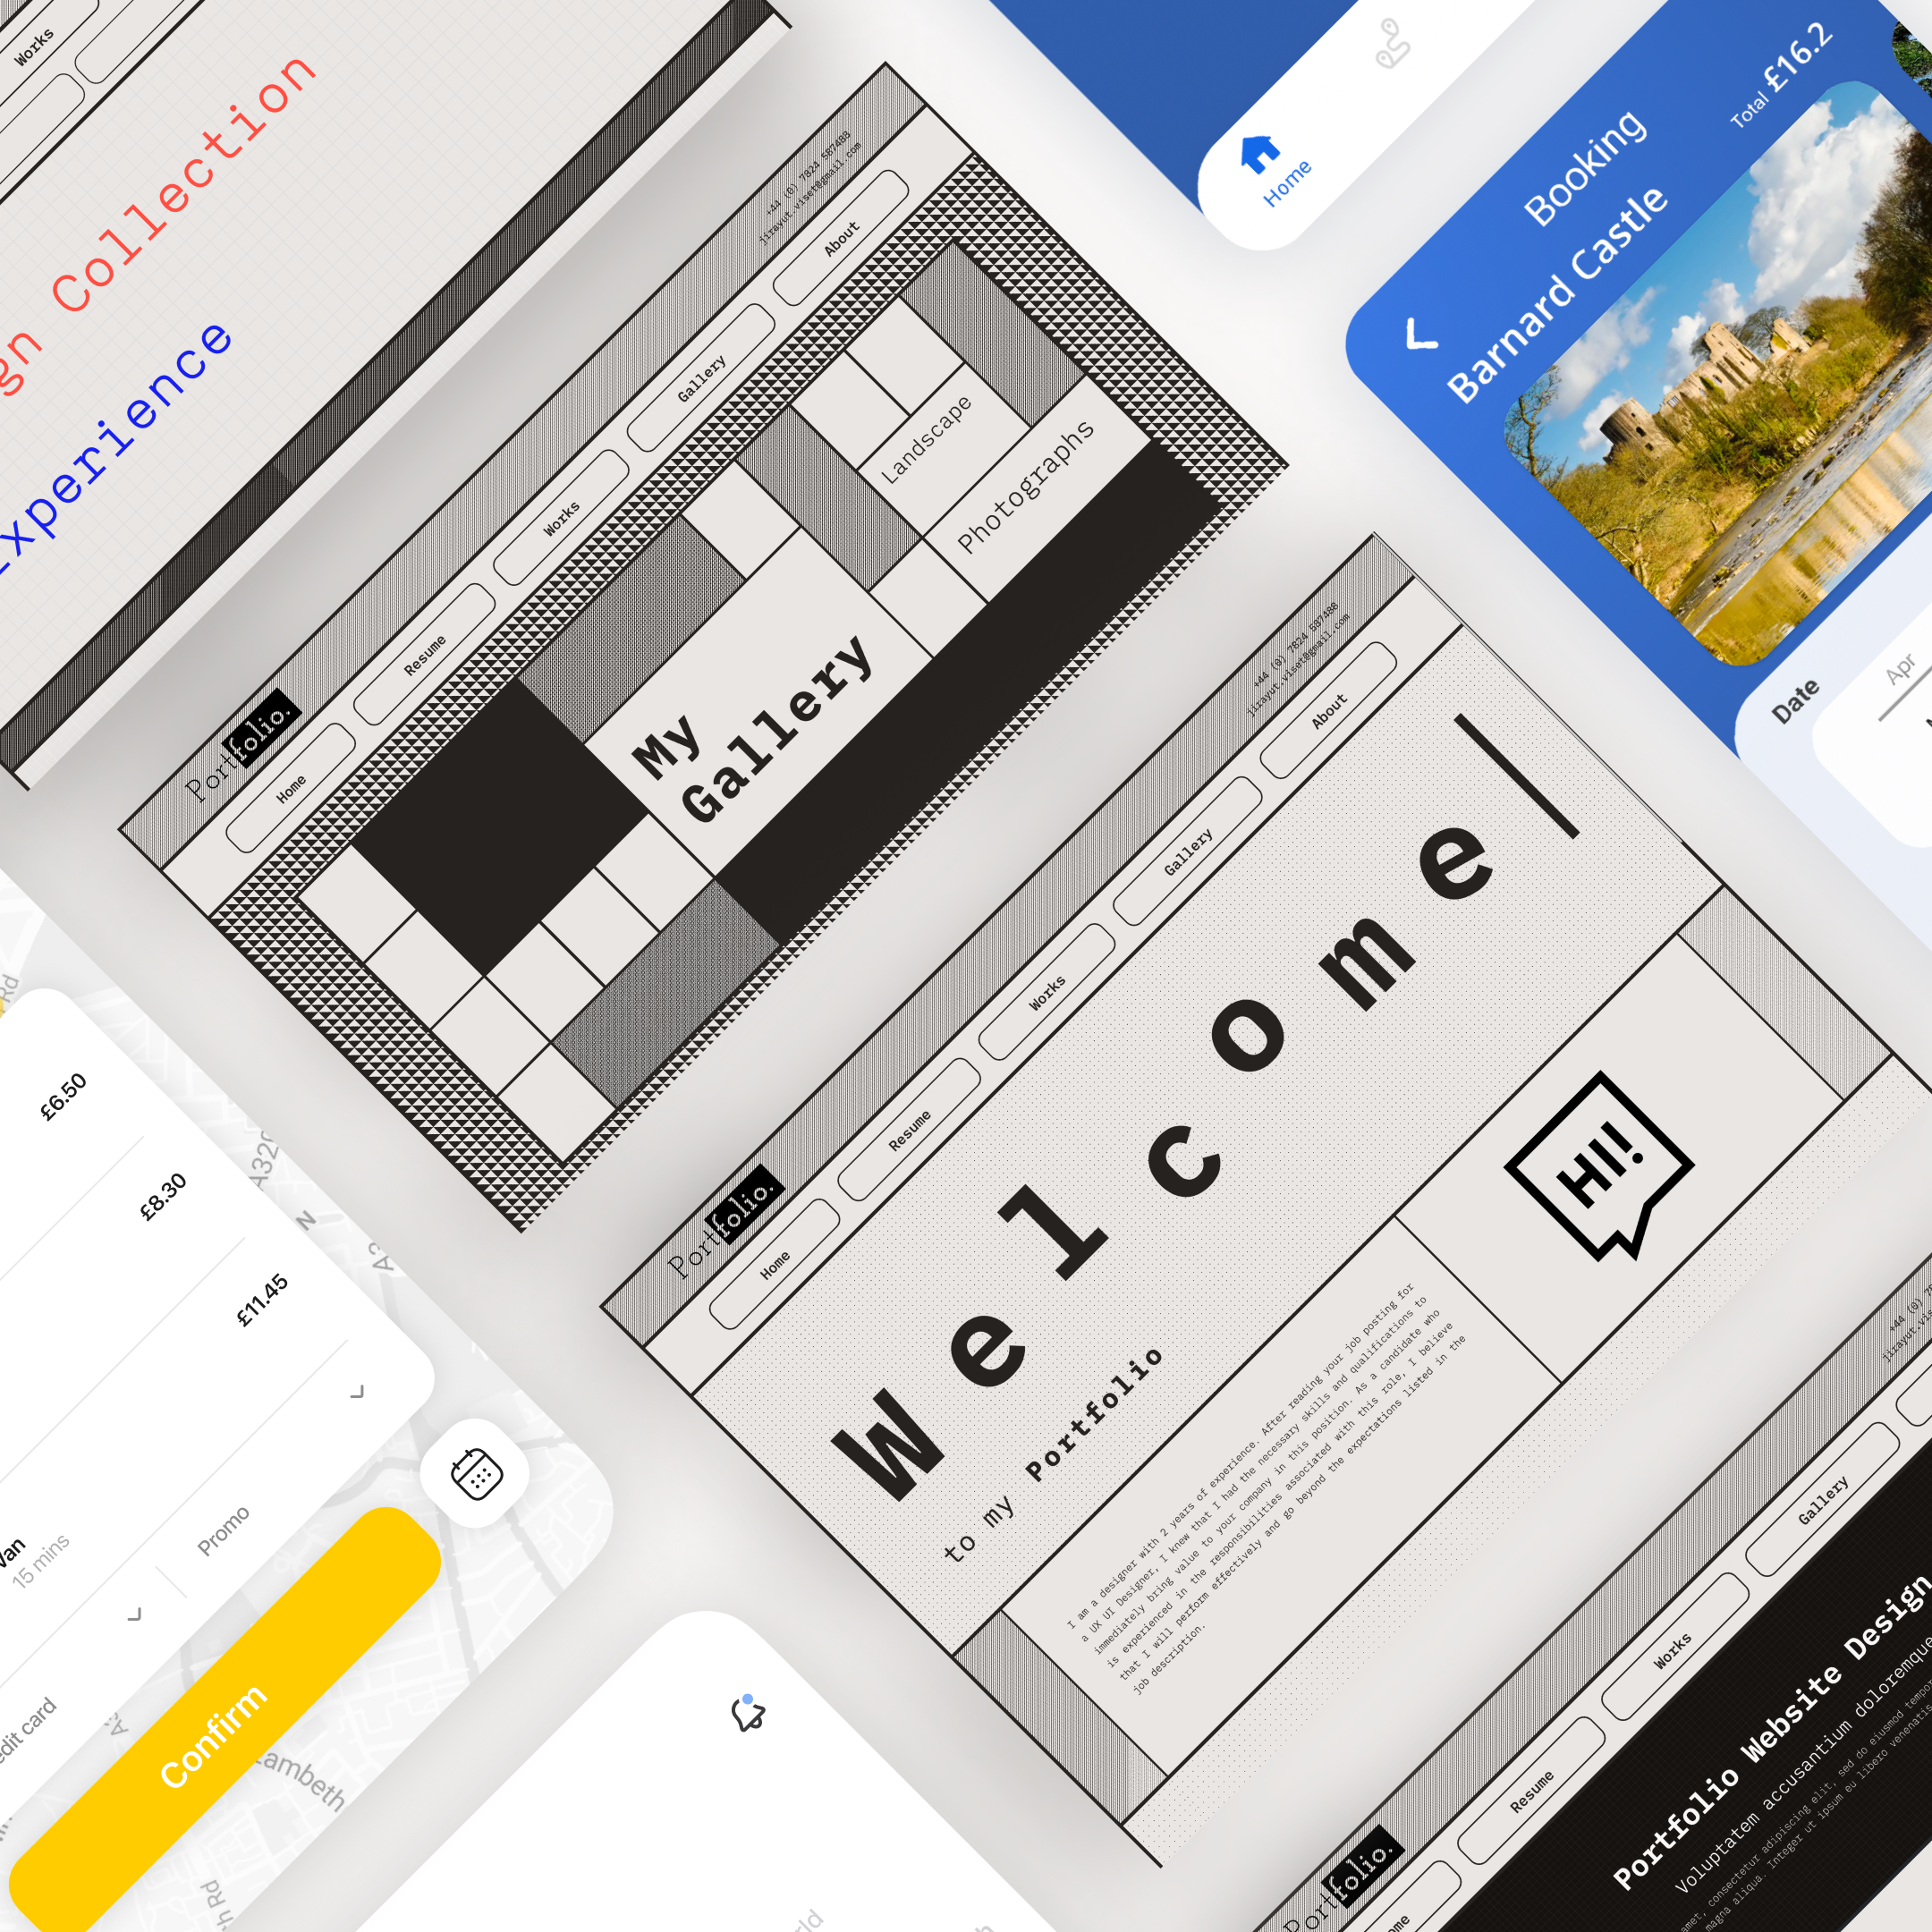 Works
gn Collection
Experience
+44 (0) 7824 587488
jirayut.viset@gmail.com
Portfolio.
Home
Resume
Works
Gallery
About
My
Gallery
Landscape
Photographs
Home
Booking
Barnard Castle
Total £16.2
Date
Apr
+44 (0) 7824 587488
jirayut.viset@gmail.com
Portfolio.
Home
Resume
Works
Gallery
About
Welcome|
to my Portfolio
I am a designer with 2 years of experience. After reading your job posting for
a UX UI Designer, I knew that I had the necessary skills and qualifications to
immediately bring value to your company in this position. As a candidate who
is experienced in the responsibilities associated with this role, I believe
that I will perform effectively and go beyond the expectations listed in the
job description.
HI!
Rd
£6.50
£8.30
£11.45
A320
N
A3
Van
15 mins
Promo
edit card
Confirm
Lambeth
h Rd
+44 (0) 78
jirayut.vis
Portfolio.
ome
Resume
Works
Gallery
Portfolio Website Design
Voluptatem accusantium doloremque
amet, consectetur adipiscing elit, sed do eiusmod tempor
magna aliqua. Integer ut ipsum eu libero venenatis